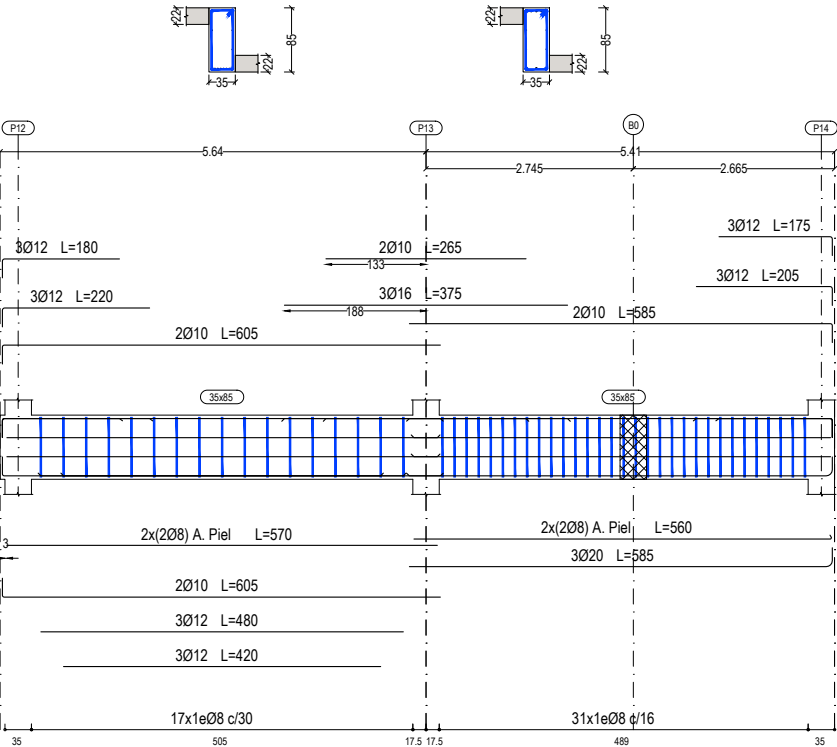 22 85 22 85
22 22
35 35
P12 P13 B0 P14
5.64 5.41
2.745 2.665
3Ø12 L=175
3Ø12 L=180 2Ø10 L=265
133
3Ø12 L=205
3Ø12 L=220 3Ø16 L=375
188
2Ø10 L=585
2Ø10 L=605
35x85 35x85
2x(2Ø8) A. Piel L=570 2x(2Ø8) A. Piel L=560
3
3Ø20 L=585
2Ø10 L=605
3Ø12 L=480
3Ø12 L=420
17x1eØ8 c/30 31x1eØ8 c/16
35 505 17.5 17.5 489 35